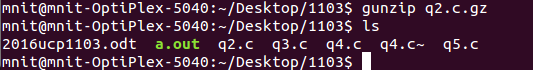 mnit@mnit-OptiPlex-5040:~/Desktop/1103$ gunzip q2.c.gz
mnit@mnit-OptiPlex-5040:~/Desktop/1103$ ls
2016ucp1103.odt  a.out  q2.c  q3.c  q4.c  q4.c~  q5.c
mnit@mnit-OptiPlex-5040:~/Desktop/1103$